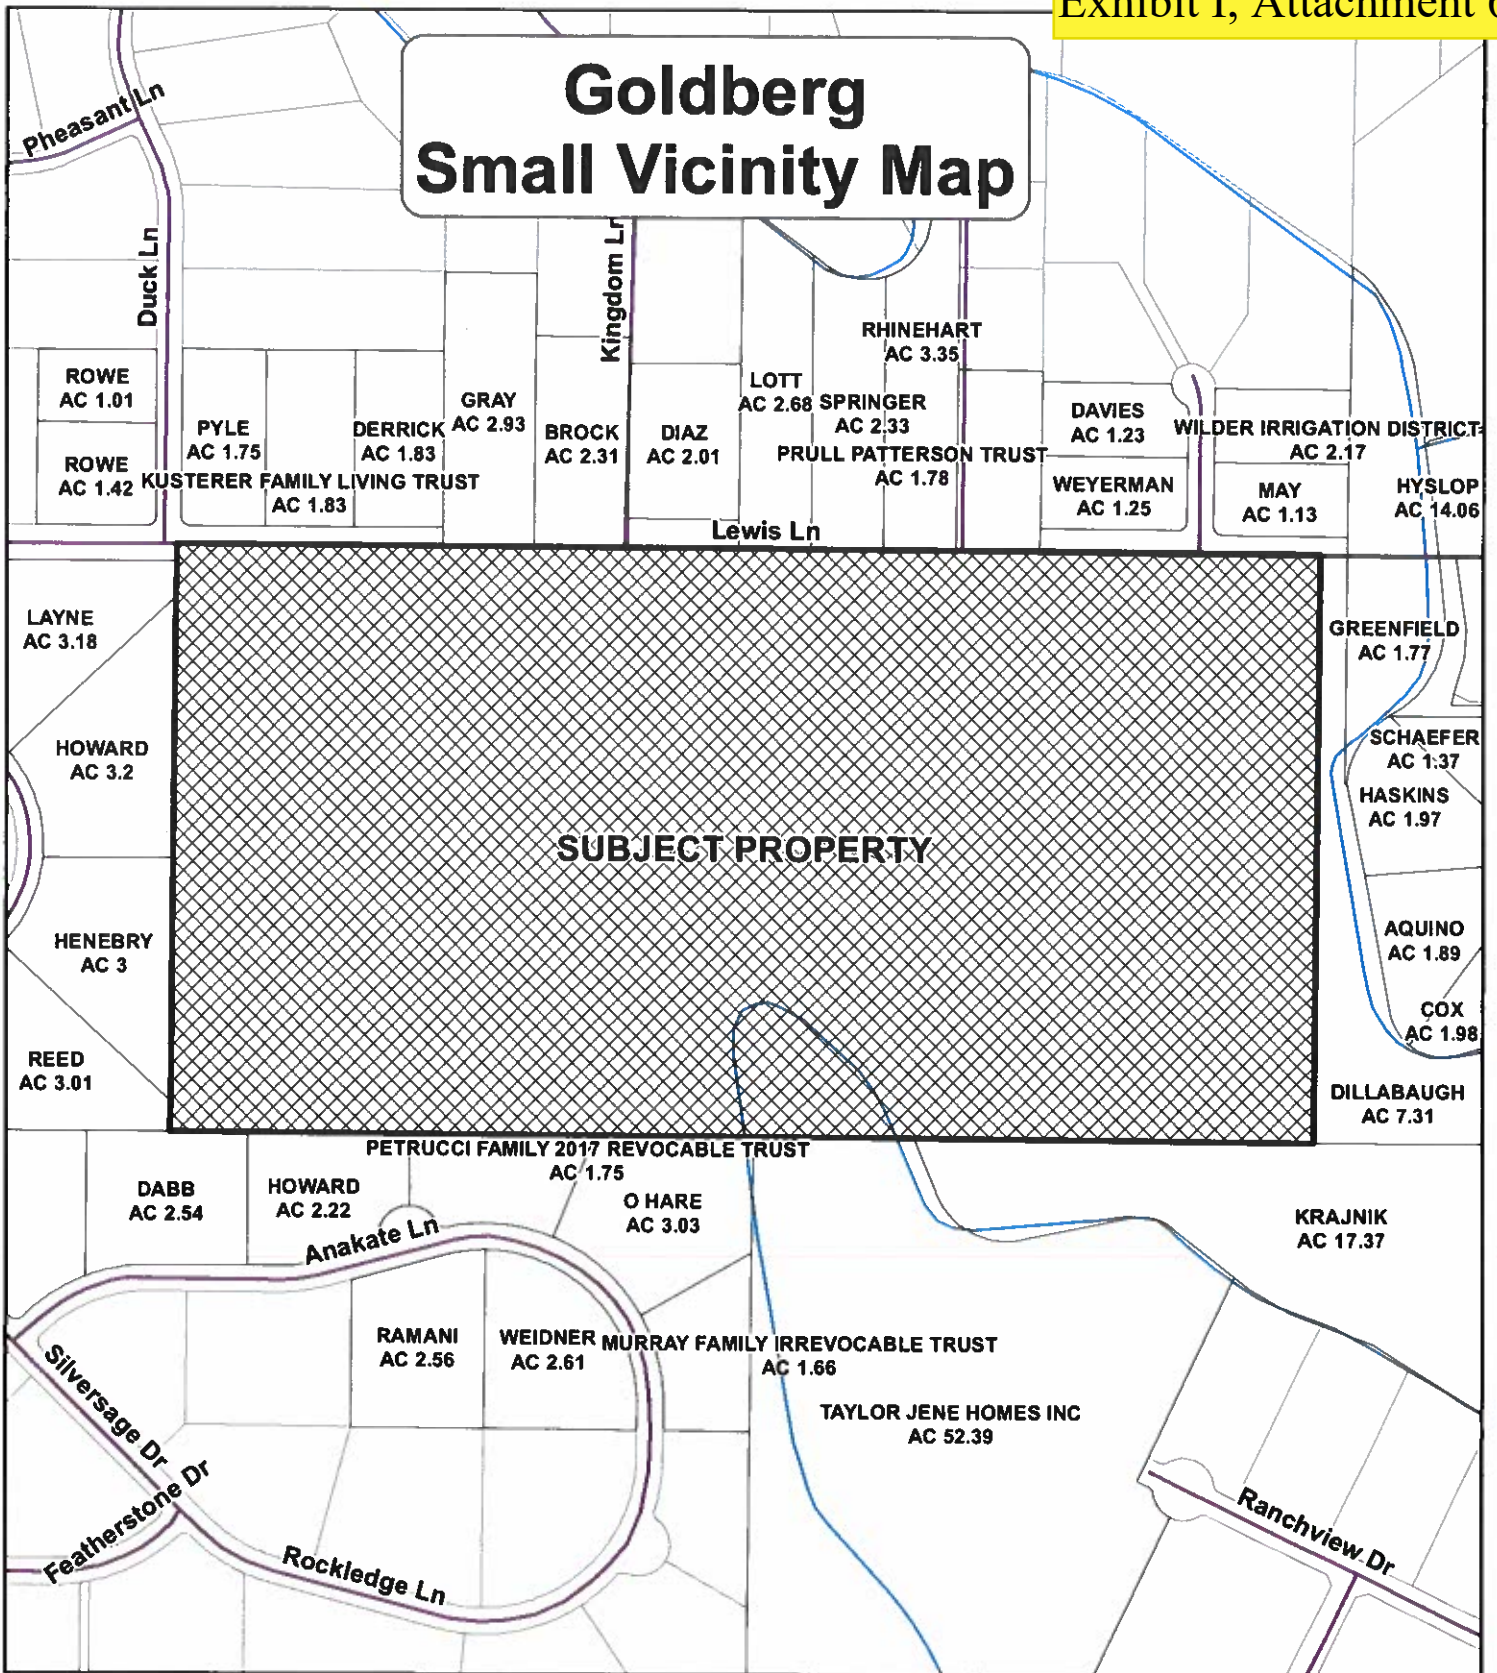 Exhibit I, Attachment
Goldberg
Small Vicinity Map
Pheasant Ln
Duck Ln
Kingdom Ln
RHINEHART
AC 3.35
ROWE
AC 1.01
LOTT
AC 2.68
GRAY
AC 2.93
SPRINGER
AC 2.33
DAVIES
AC 1.23
PYLE
AC 1.75
DERRICK
AC 1.83
BROCK
AC 2.31
DIAZ
AC 2.01
WILDER IRRIGATION DISTRICT
AC 2.17
PRULL PATTERSON TRUST
AC 1.78
ROWE
AC 1.42
KUSTERER FAMILY LIVING TRUST
AC 1.83
WEYERMAN
AC 1.25
MAY
AC 1.13
HYSLOP
AC 14.06
Lewis Ln
LAYNE
AC 3.18
GREENFIELD
AC 1.77
HOWARD
AC 3.2
SCHAEFER
AC 1.37
HASKINS
AC 1.97
SUBJECT PROPERTY
HENEBRY
AC 3
AQUINO
AC 1.89
COX
AC 1.98
REED
AC 3.01
DILLABAUGH
AC 7.31
PETRUCCI FAMILY 2017 REVOCABLE TRUST
AC 1.75
DABB
AC 2.54
HOWARD
AC 2.22
O HARE
AC 3.03
KRAJNIK
AC 17.37
Anakate Ln
RAMANI
AC 2.56
WEIDNER
AC 2.61
MURRAY FAMILY IRREVOCABLE TRUST
AC 1.66
TAYLOR JENE HOMES INC
AC 52.39
Silversage Dr
Featherstone Dr
Rockledge Ln
Ranchview Dr